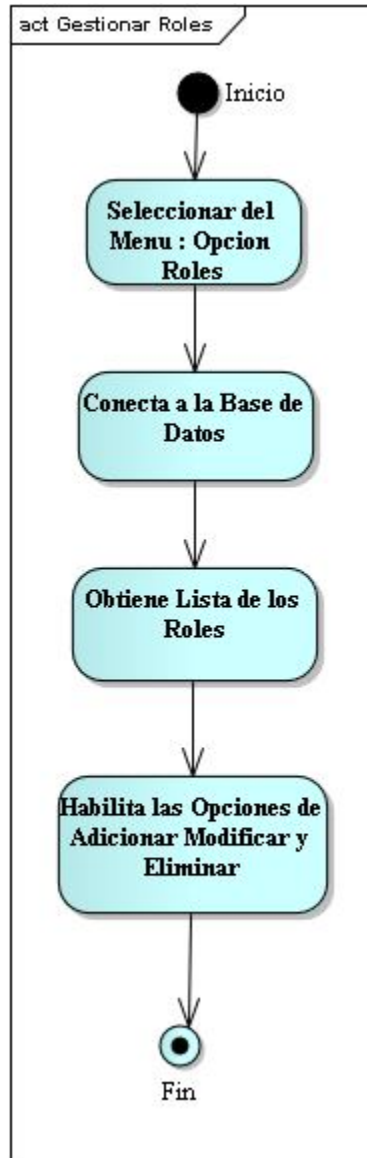 act Gestionar Roles
Inicio
Seleccionar del
Menu : Opcion
Roles
Conecta a la Base de
Datos
Obtiene Lista de los
Roles
Habilita las Opciones de
Adicionar Modificar y
Eliminar
Fin